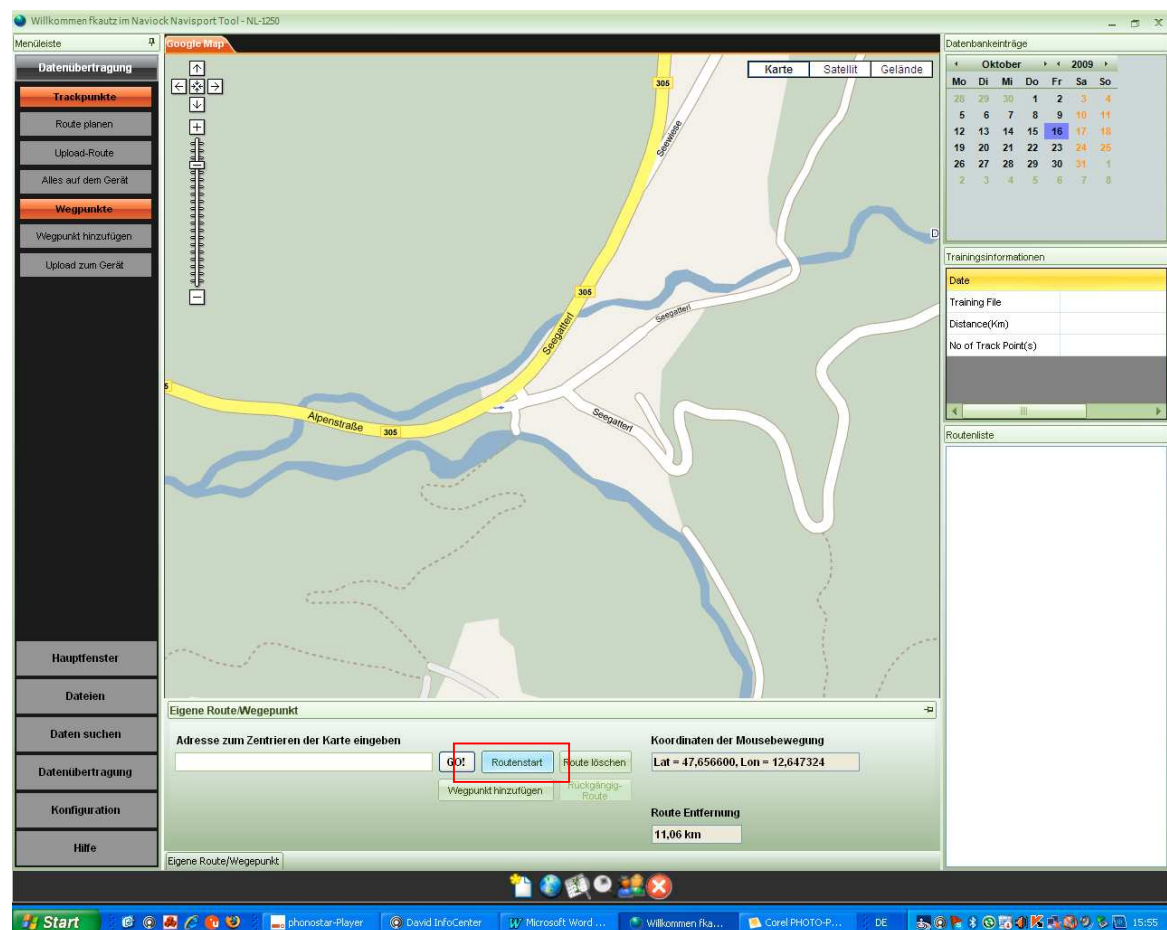 Willkommen fkautz im Naviock Navisport Tool - NL-1250
Menüleiste
Datenübertragung
Trackpunkte
Route planen
Upload-Route
Alles auf dem Gerät
Wegpunkte
Wegpunkt hinzufügen
Upload zum Gerät
Hauptfenster
Dateien
Daten suchen
Datenübertragung
Konfiguration
Hilfe
Google Map
Karte Satellit Gelände
305
Seewiese
D
305
Seegatterl
Seegatterl
5
Alpenstraße
305
Seegatterl
Eigene Route/Wegepunkt
Adresse zum Zentrieren der Karte eingeben
GO! Routenstart Route löschen
Wegpunkt hinzufügen Rückgängig-
Route
Koordinaten der Mousebewegung
Lat = 47,656600, Lon = 12,647324
Route Entfernung
11,06 km
Eigene Route/Wegepunkt
Datenbankeinträge
Oktober 2009
Mo Di Mi Do Fr Sa So
28 29 30 1 2 3 4
5 6 7 8 9 10 11
12 13 14 15 16 17 18
19 20 21 22 23 24 25
26 27 28 29 30 31 1
2 3 4 5 6 7 8
Trainingsinformationen
Date
Training File
Distance(Km)
No of Track Point(s)
Routenliste
Start phonostar-Player David InfoCenter Microsoft Word ... Willkommen fka... Corel PHOTO-P... DE 15:55